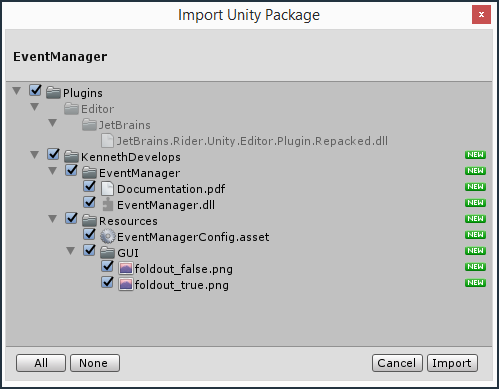 Import Unity Package
x
EventManager
Plugins
Editor
JetBrains
JetBrains.Rider.Unity.Editor.Plugin.Repacked.dll
KennethDevelops NEW
EventManager NEW
Documentation.pdf NEW
EventManager.dll NEW
Resources NEW
EventManagerConfig.asset NEW
GUI NEW
foldout_false.png NEW
foldout_true.png NEW
All None Cancel Import